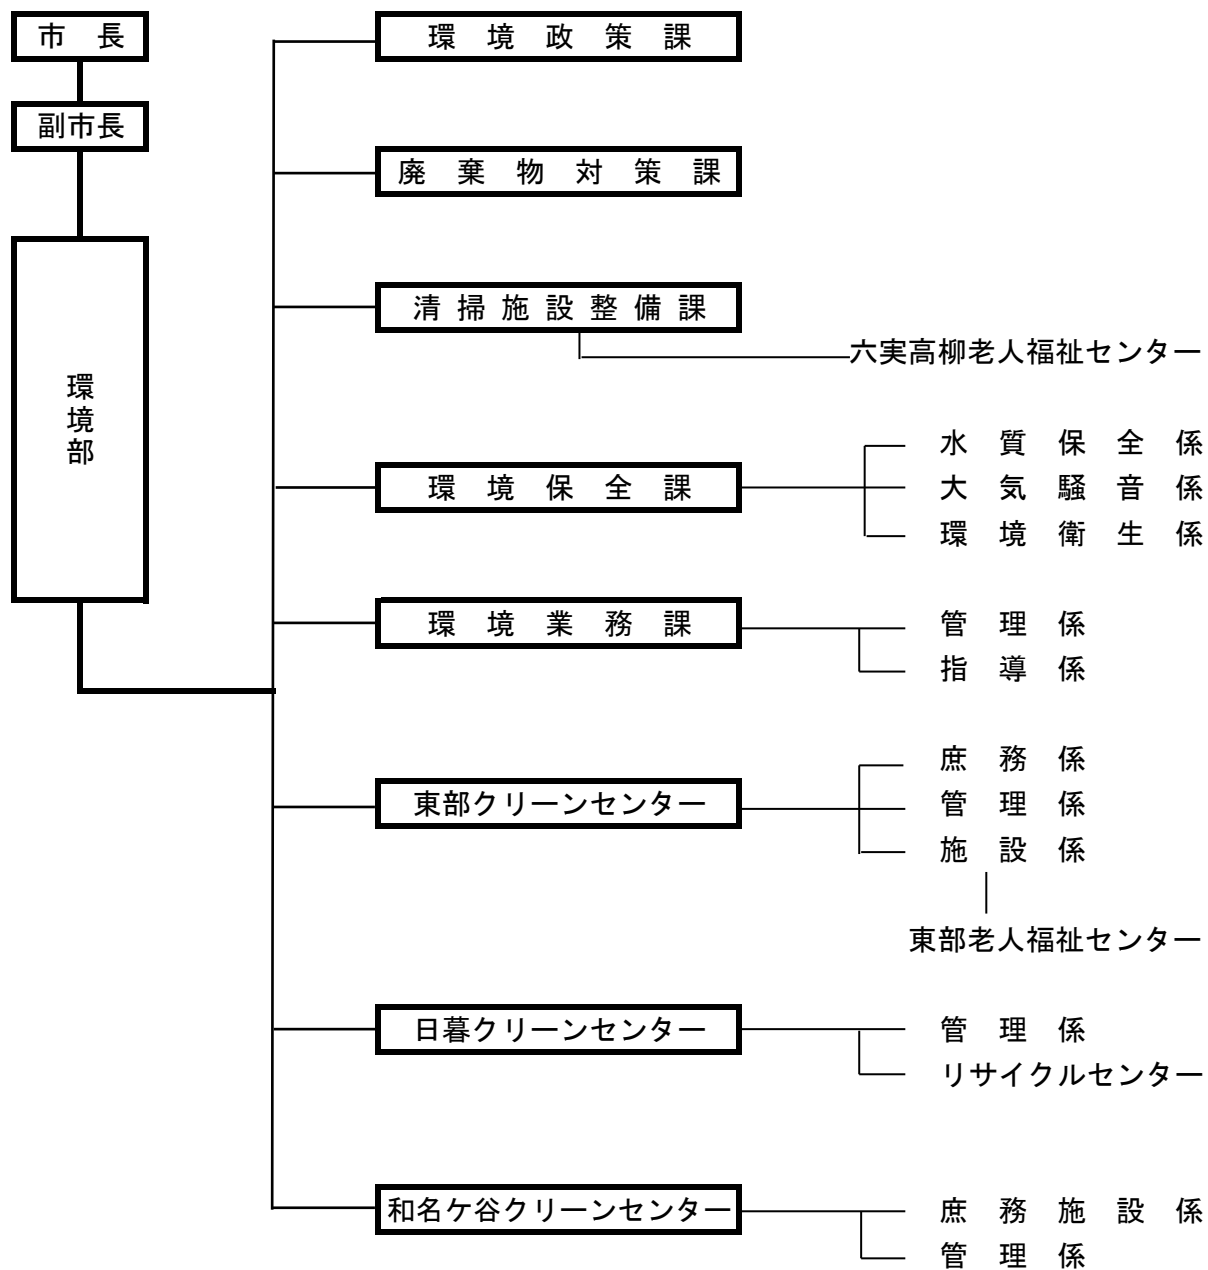 市長
副市長
環境部
環境政策課
廃棄物対策課
清掃施設整備課
六実高柳老人福祉センター
環境保全課
水質保全係
大気騒音係
環境衛生係
環境業務課
管理係
指導係
東部クリーンセンター
庶務係
管理係
施設係
東部老人福祉センター
日暮クリーンセンター
管理係
リサイクルセンター
和名ケ谷クリーンセンター
庶務施設係
管理係